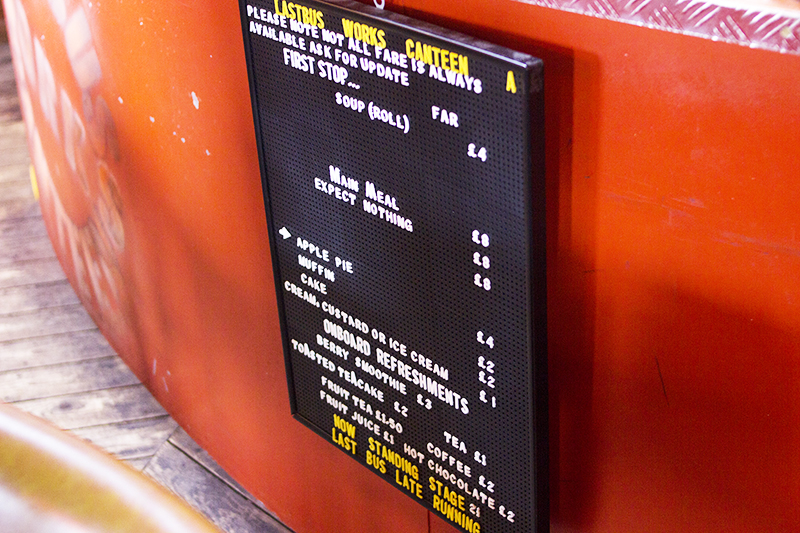 LASTBUS WORKS CANTEEN A
PLEASE NOTE NOT ALL FARE IS ALWAYS
AVAILABLE ASK FOR UPDATE
FIRST STOP...
FAR
SOUP (ROLL) £4
MAIN MEAL
EXPECT NOTHING
£8
£8
£8
APPLE PIE £4
MUFFIN £2
CAKE £2
CREAM, CUSTARD OR ICE CREAM £1
ONBOARD REFRESHMENTS
BERRY SMOOTHIE £3
TOASTED TEACAKE £2
TEA £1
FRUIT TEA £1.50 COFFEE £2
FRUIT JUICE £1 HOT CHOCOLATE £2
NOW STANDING STAGE 21
LAST BUS LATE RUNNING